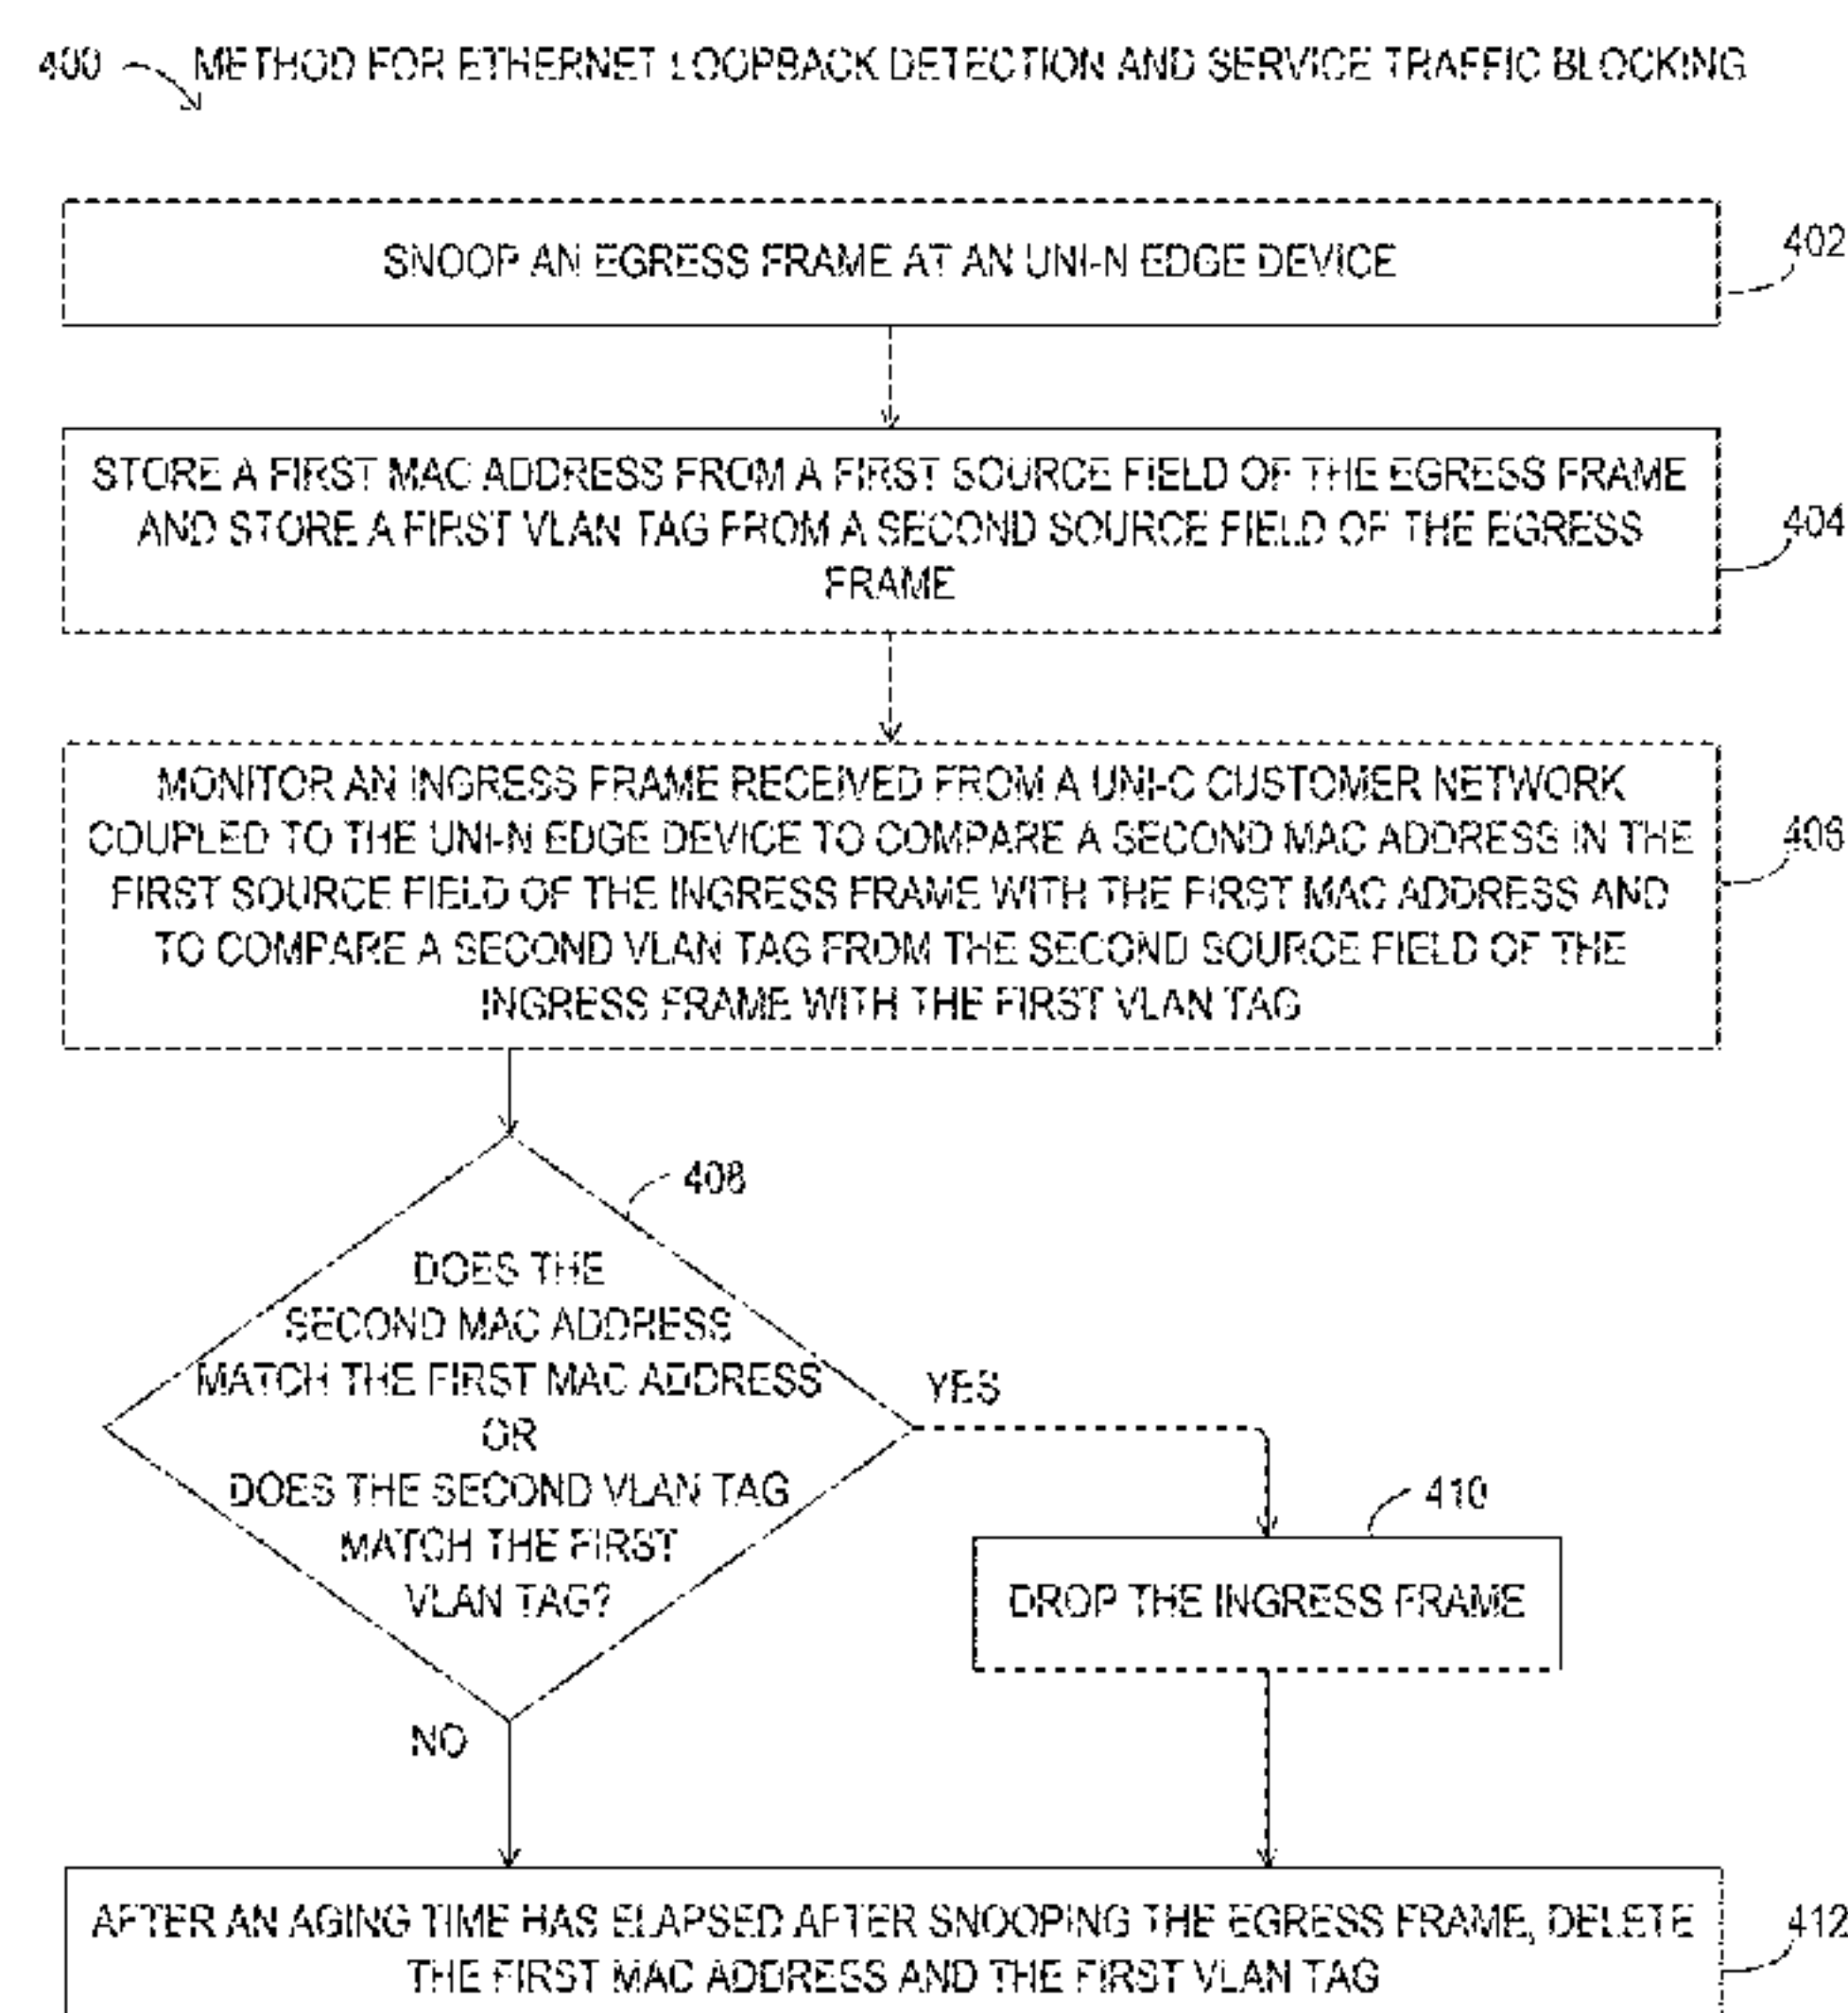 400 METHOD FOR ETHERNET LOOPBACK DETECTION AND SERVICE TRAFFIC BLOCKING
SNOOP AN EGRESS FRAME AT AN UNI-N EDGE DEVICE
402
STORE A FIRST MAC ADDRESS FROM A FIRST SOURCE FIELD OF THE EGRESS FRAME
AND STORE A FIRST VLAN TAG FROM A SECOND SOURCE FIELD OF THE EGRESS
FRAME
404
MONITOR AN INGRESS FRAME RECEIVED FROM A UNI-C CUSTOMER NETWORK
COUPLED TO THE UNI-N EDGE DEVICE TO COMPARE A SECOND MAC ADDRESS IN THE
FIRST SOURCE FIELD OF THE INGRESS FRAME WITH THE FIRST MAC ADDRESS AND
TO COMPARE A SECOND VLAN TAG FROM THE SECOND SOURCE FIELD OF THE
INGRESS FRAME WITH THE FIRST VLAN TAG
406
408
DOES THE
SECOND MAC ADDRESS
MATCH THE FIRST MAC ADDRESS
OR
DOES THE SECOND VLAN TAG
MATCH THE FIRST
VLAN TAG?
YES
410
DROP THE INGRESS FRAME
NO
AFTER AN AGING TIME HAS ELAPSED AFTER SNOOPING THE EGRESS FRAME, DELETE
THE FIRST MAC ADDRESS AND THE FIRST VLAN TAG
412